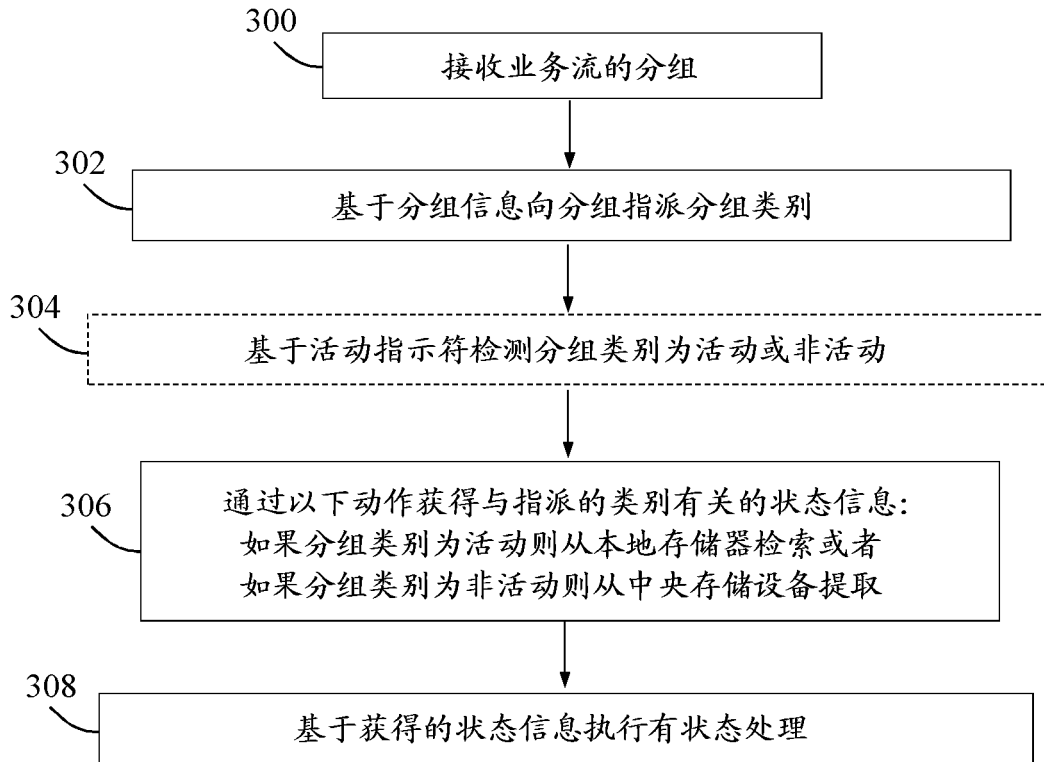 300
接收业务流的分组
302
基于分组信息向分组指派分组类别
304
基于活动指示符检测分组类别为活动或非活动
306
通过以下动作获得与指派的类别有关的状态信息:
如果分组类别为活动则从本地存储器检索或者
如果分组类别为非活动则从中央存储设备提取
308
基于获得的状态信息执行有状态处理